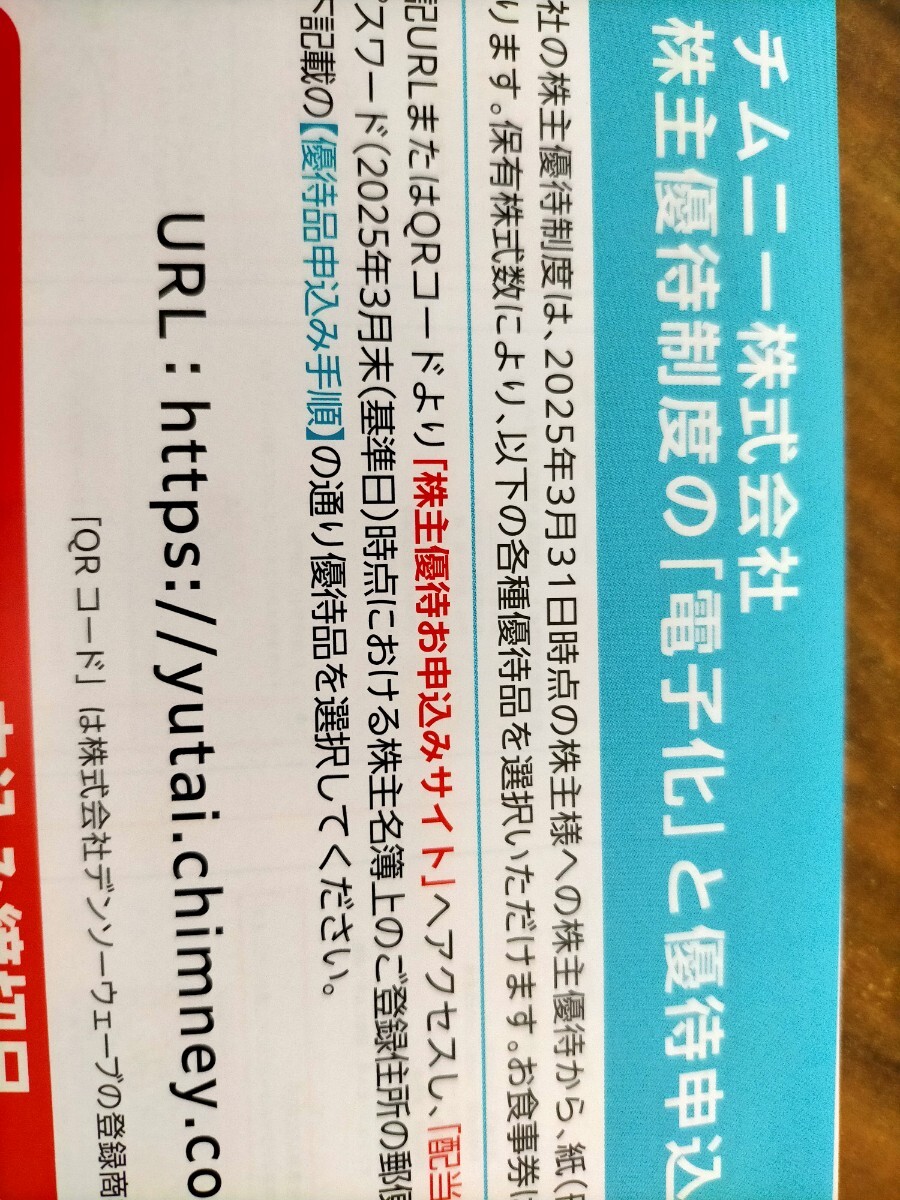 チムニー株式会社
株主優待制度の「電子化」と優待申込
社の株主優待制度は、2025年3月31日時点の株主様への株主優待から、紙(
ります。保有株式数により、以下の各種優待品を選択いただけます。お食事券
記URLまたはQRコードより「株主優待お申込みサイト」へアクセスし、「配当
スワード(2025年3月末(基準日)時点における株主名簿上のご登録住所の郵便
記載の【優待品申込み手順】の通り優待品を選択してください。
URL：https://yutai.chimney.co
「QR コード」は株式会社デンソーウェーブの登録商
締切日